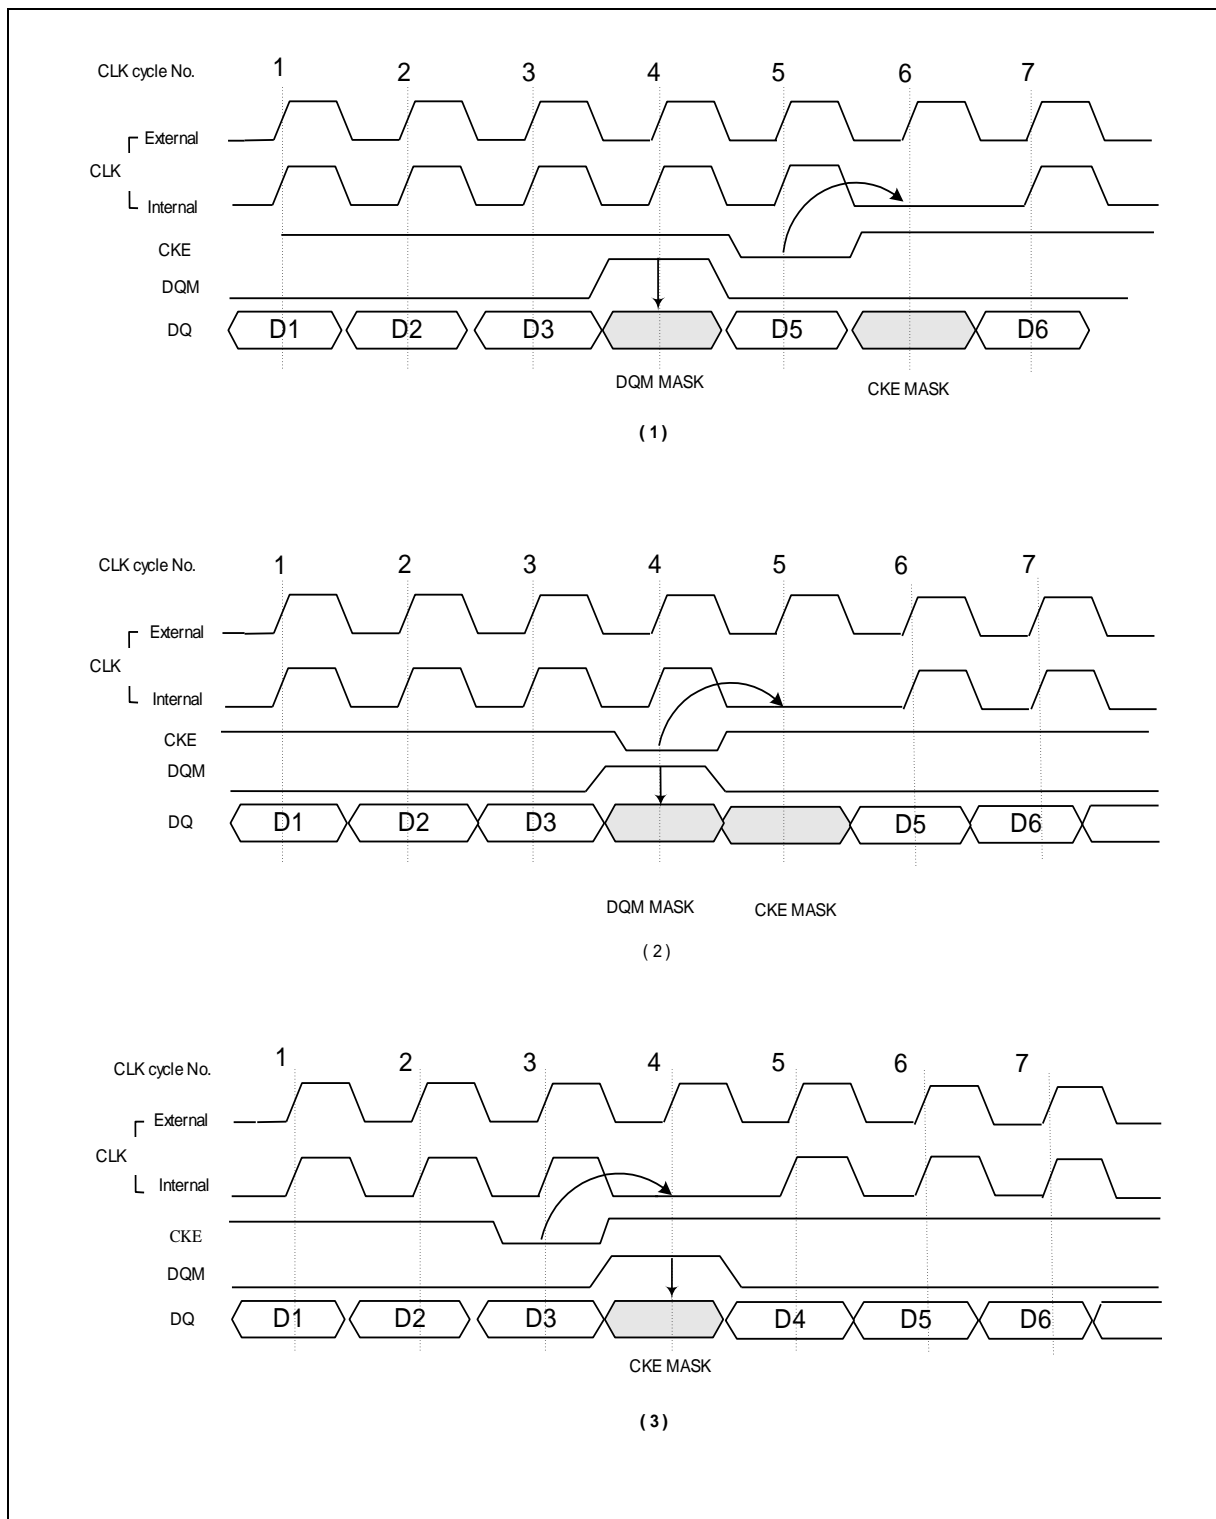 CLK cycle No. 1 2 3 4 5 6 7
External
CLK
Internal
CKE
DQM
DQ D1 D2 D3 D5 D6
DQM MASK CKE MASK
( 1 )
CLK cycle No. 1 2 3 4 5 6 7
External
CLK
Internal
CKE
DQM
DQ D1 D2 D3 D5 D6
DQM MASK CKE MASK
( 2 )
CLK cycle No. 1 2 3 4 5 6 7
External
CLK
Internal
CKE
DQM
DQ D1 D2 D3 D4 D5 D6
CKE MASK
( 3 )